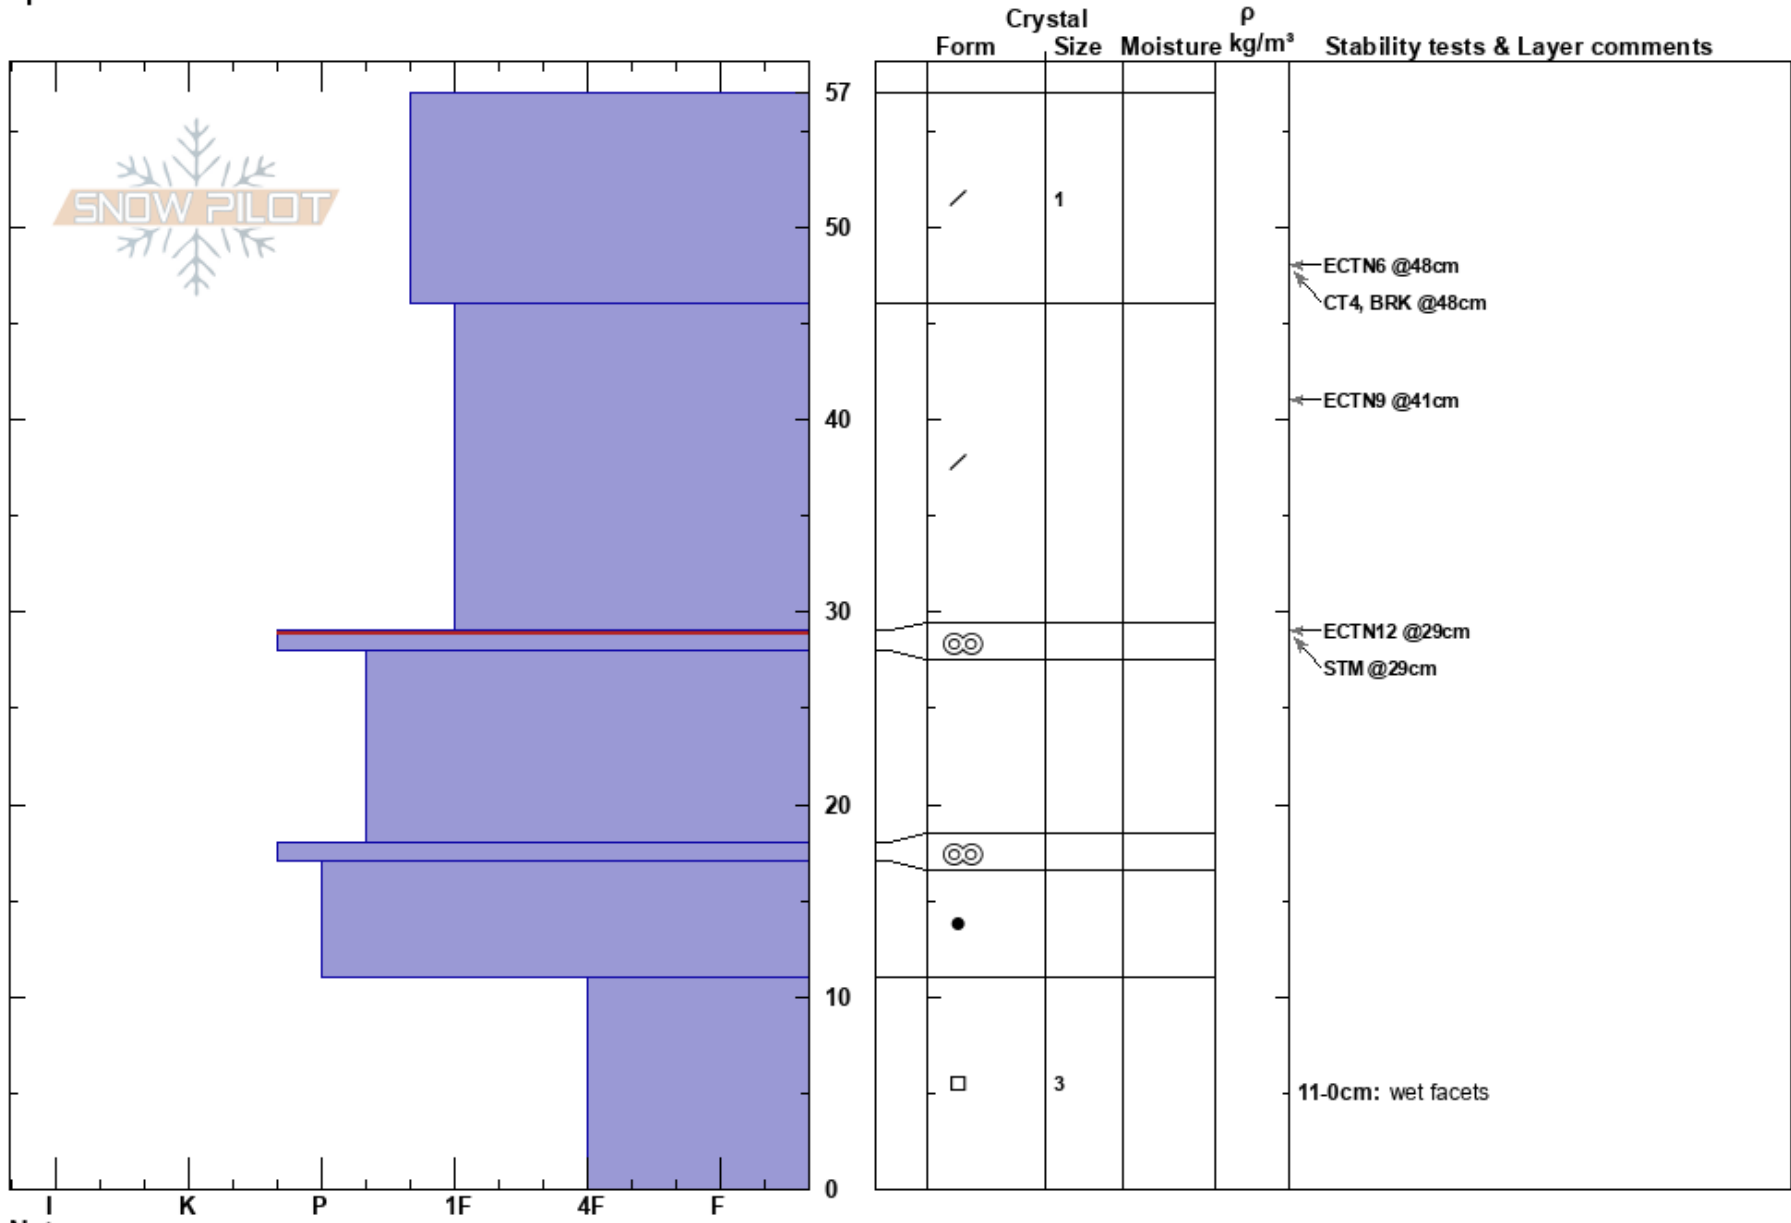 Crystal
ρ
Form Size Moisture kg/m³ Stability tests & Layer comments
57
SNOW PILOT
1
50
ECTN6 @48cm
CT4, BRK @48cm
ECTN9 @41cm
40
30
ECTN12 @29cm
STM @29cm
20
10
3
11-0cm: wet facets
0
I K P 1F 4F F